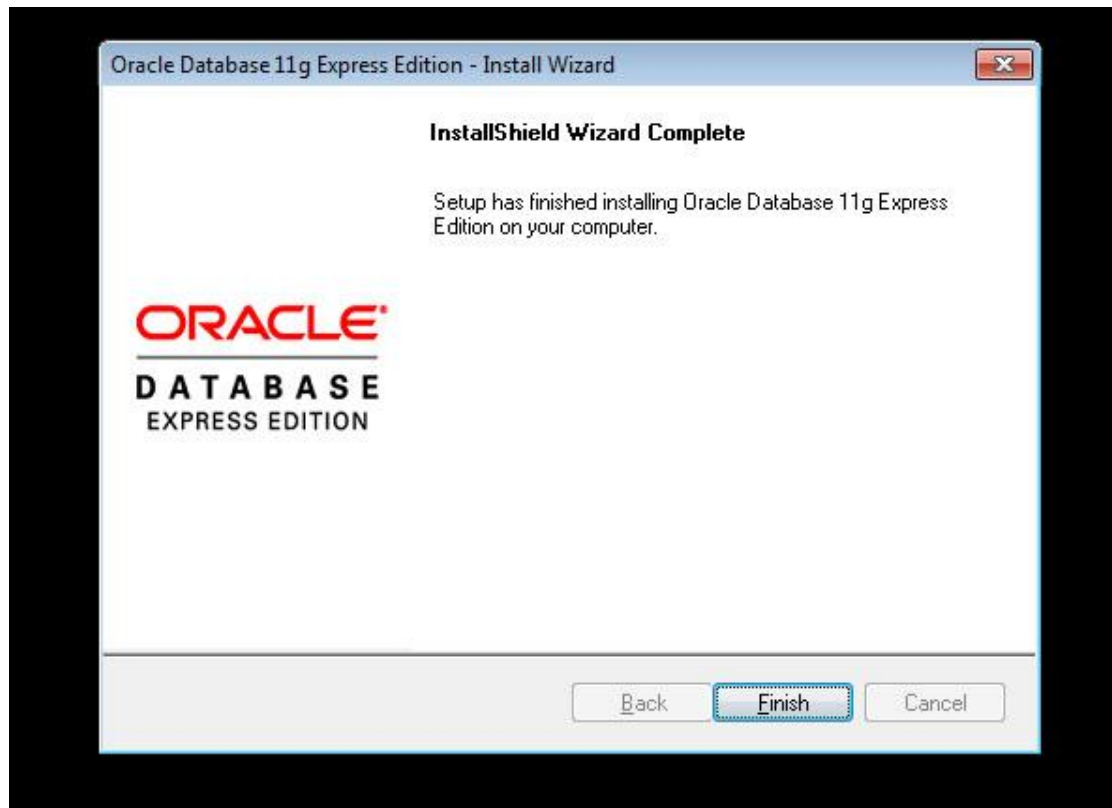 Oracle Database 11g Express Edition - Install Wizard
InstallShield Wizard Complete
Setup has finished installing Oracle Database 11g Express
Edition on your computer.
ORACLE
DATABASE
EXPRESS EDITION
Back
Finish
Cancel